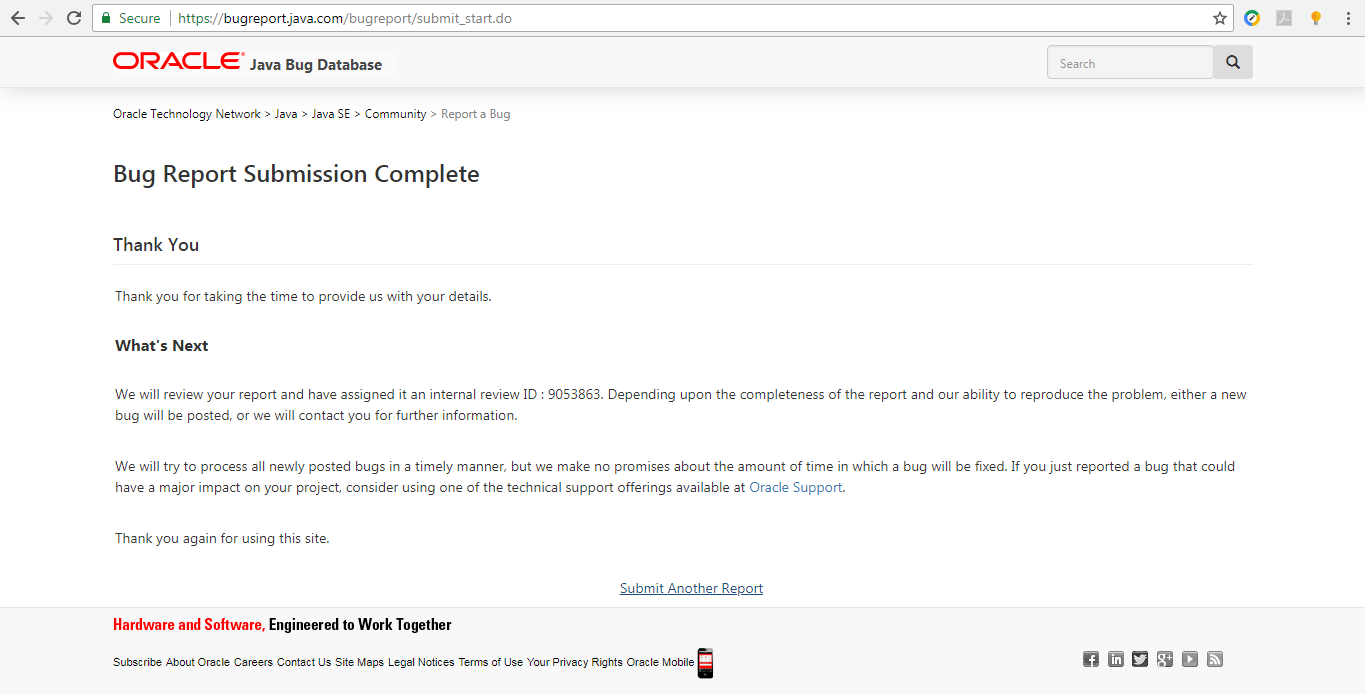 Secure https://bugreport.java.com/bugreport/submit_start.do
ORACLE Java Bug Database
Search
Oracle Technology Network > Java > Java SE > Community > Report a Bug
Bug Report Submission Complete
Thank You
Thank you for taking the time to provide us with your details.
What's Next
We will review your report and have assigned it an internal review ID : 9053863. Depending upon the completeness of the report and our ability to reproduce the problem, either a new
bug will be posted, or we will contact you for further information.
We will try to process all newly posted bugs in a timely manner, but we make no promises about the amount of time in which a bug will be fixed. If you just reported a bug that could
have a major impact on your project, consider using one of the technical support offerings available at Oracle Support.
Thank you again for using this site.
Submit Another Report
Hardware and Software, Engineered to Work Together
Subscribe About Oracle Careers Contact Us Site Maps Legal Notices Terms of Use Your Privacy Rights Oracle Mobile